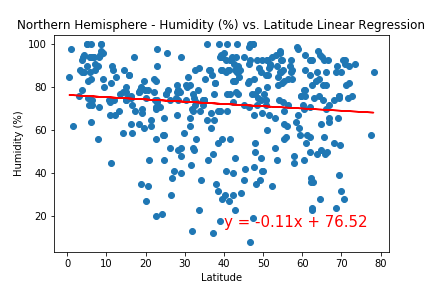 Northern Hemisphere - Humidity (%) vs. Latitude Linear Regression
100
80
60
40
20
Humidity (%)
y = -0.11x + 76.52
0 10 20 30 40 50 60 70 80
Latitude